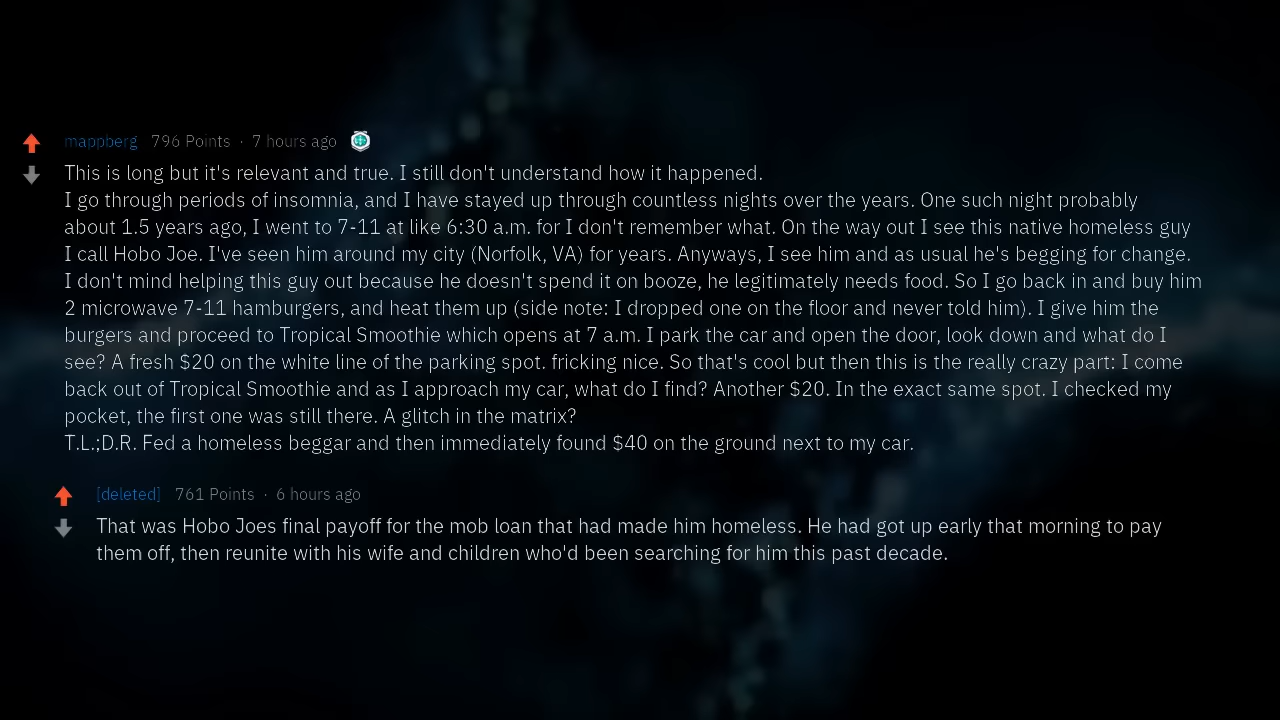 mappberg 796 Points · 7 hours ago
This is long but it's relevant and true. I still don't understand how it happened.
I go through periods of insomnia, and I have stayed up through countless nights over the years. One such night probably
about 1.5 years ago, I went to 7-11 at like 6:30 a.m. for I don't remember what. On the way out I see this native homeless guy
I call Hobo Joe. I've seen him around my city (Norfolk, VA) for years. Anyways, I see him and as usual he's begging for change.
I don't mind helping this guy out because he doesn't spend it on booze, he legitimately needs food. So I go back in and buy him
2 microwave 7-11 hamburgers, and heat them up (side note: I dropped one on the floor and never told him). I give him the
burgers and proceed to Tropical Smoothie which opens at 7 a.m. I park the car and open the door, look down and what do I
see? A fresh $20 on the white line of the parking spot. fricking nice. So that's cool but then this is the really crazy part: I come
back out of Tropical Smoothie and as I approach my car, what do I find? Another $20. In the exact same spot. I checked my
pocket, the first one was still there. A glitch in the matrix?
T.L.;D.R. Fed a homeless beggar and then immediately found $40 on the ground next to my car.
[deleted] 761 Points · 6 hours ago
That was Hobo Joes final payoff for the mob loan that had made him homeless. He had got up early that morning to pay
them off, then reunite with his wife and children who'd been searching for him this past decade.